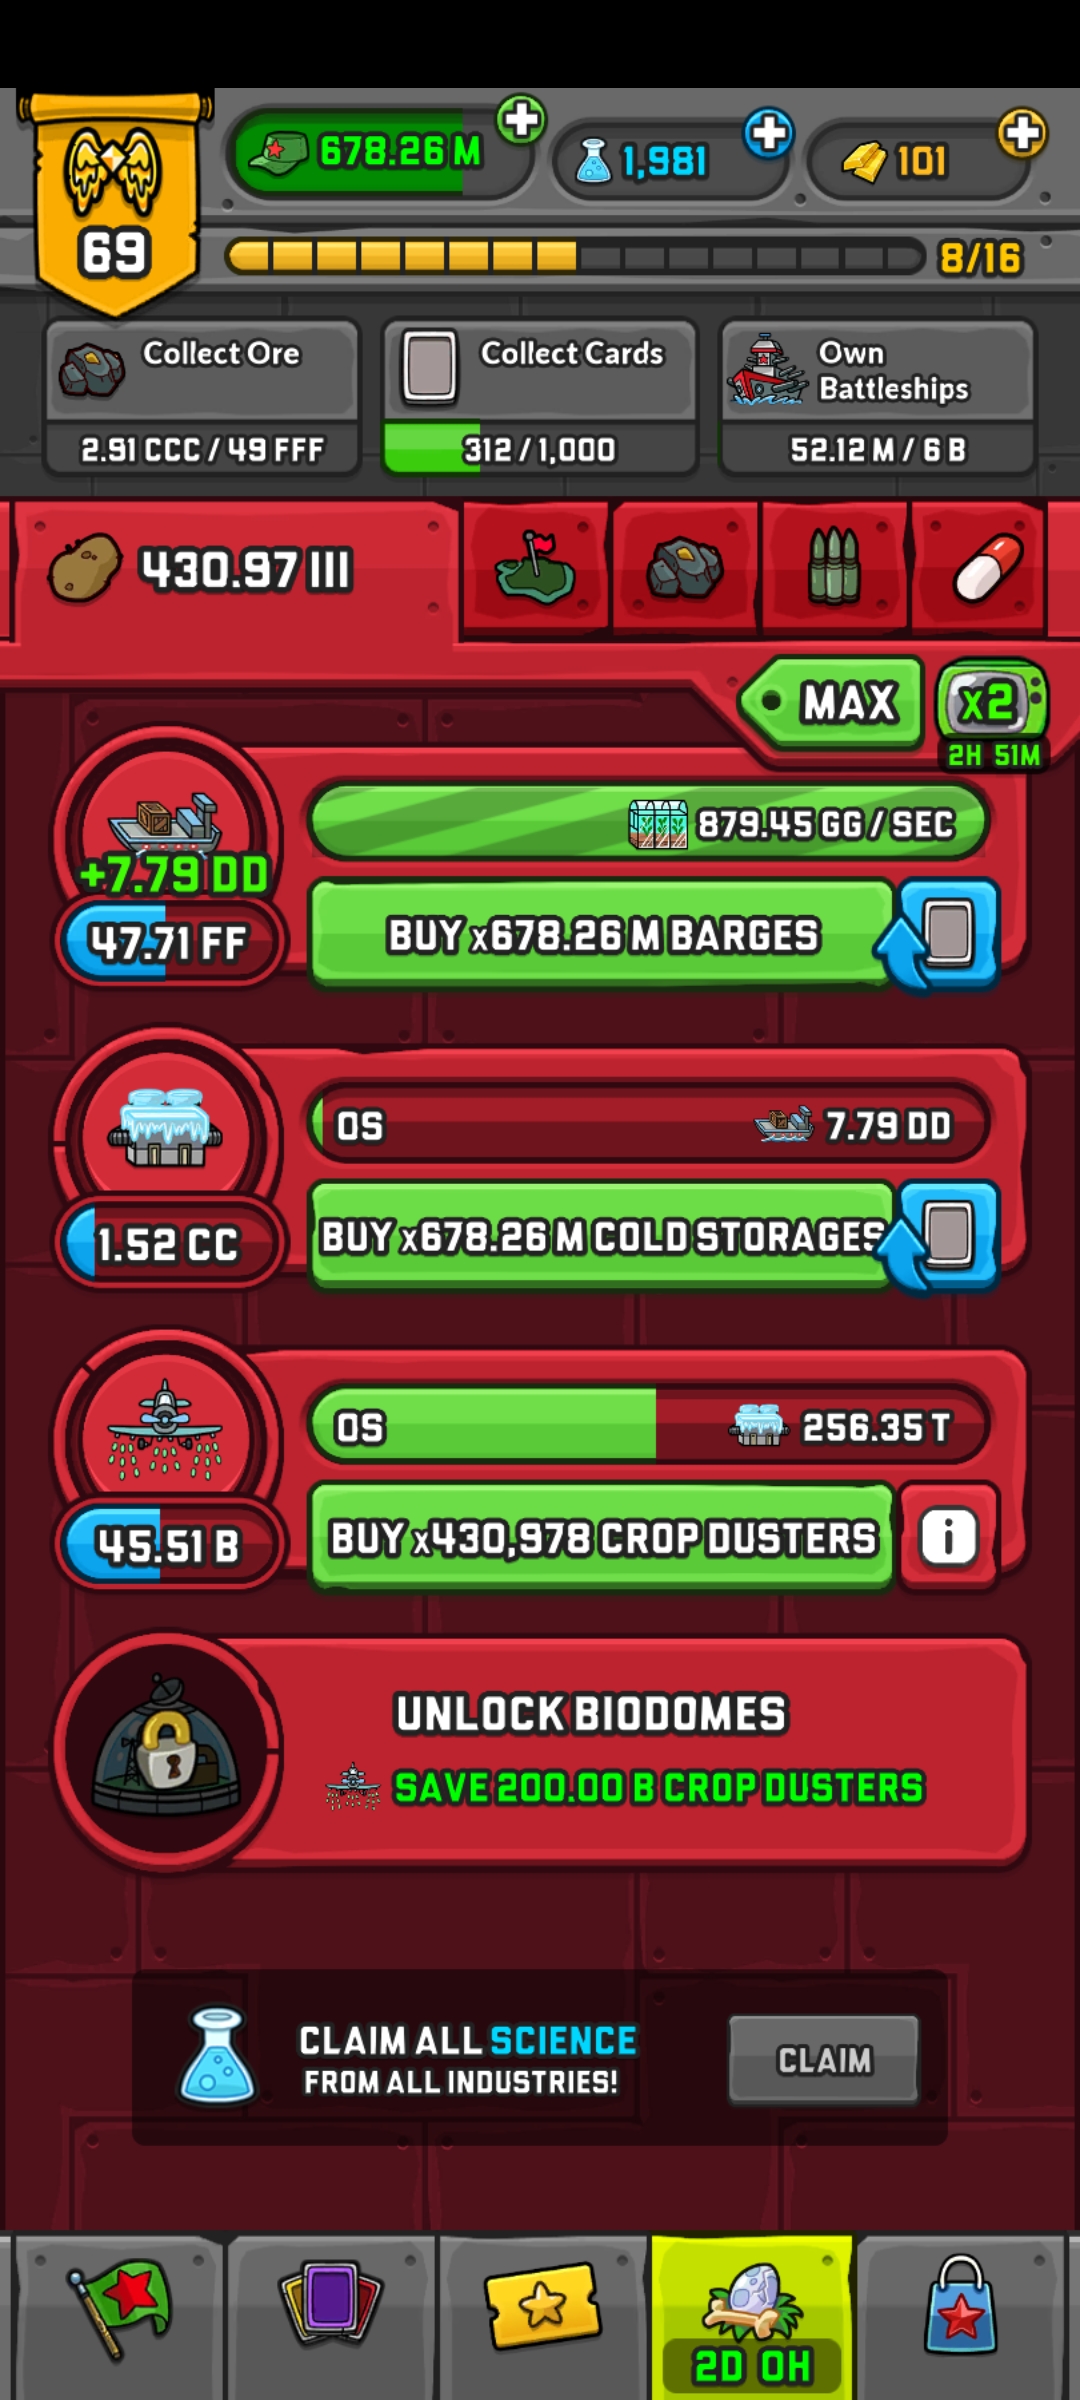 69
678.26 M
1,981
101
8/16
Collect Ore
2.91 CCC / 49 FFF
Collect Cards
312 / 1,000
Own
Battleships
52.12 M / 6 B
430.97 III
MAX
x2
2H 51M
879.45 GG / SEC
+7.79 DD
47.71 FF
BUY x678.26 M BARGES
0S
7.79 DD
1.52 CC
BUY x678.26 M COLD STORAGES
0S
256.35 T
45.51 B
BUY x430,978 CROP DUSTERS
i
UNLOCK BIODOMES
SAVE 200.00 B CROP DUSTERS
CLAIM ALL SCIENCE
FROM ALL INDUSTRIES!
CLAIM
2D 0H